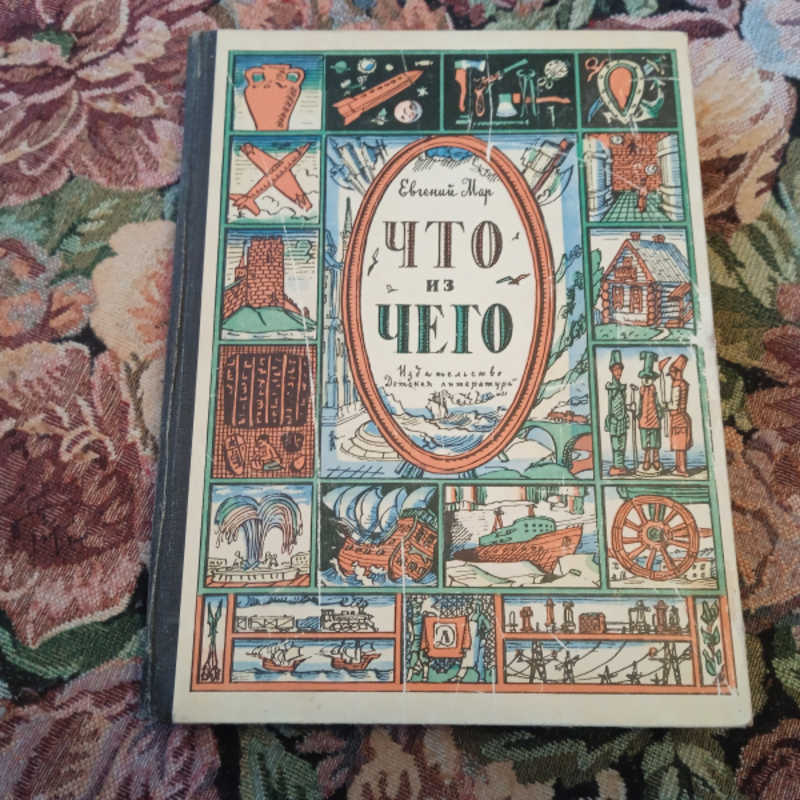 Евгений Мар
ЧТО
ИЗ
ЧЕГО
Издательство
„Детская литература“